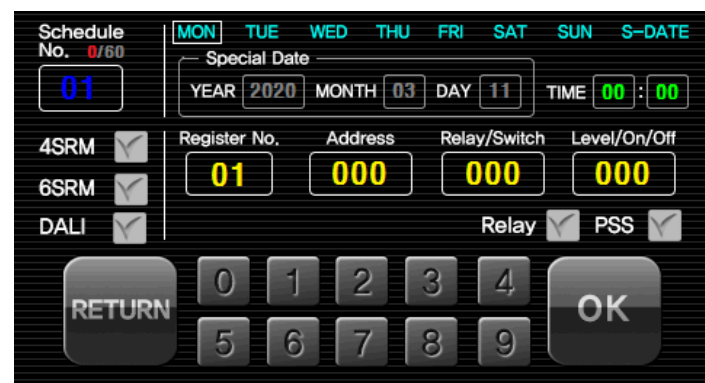 Schedule MON TUE WED THU FRI SAT SUN S-DATE
No. 0/60 Special Date
01 YEAR 2020 MONTH 03 DAY 11 TIME 00 : 00
4SRM Register No. Address Relay/Switch Level/On/Off
6SRM 01 000 000 000
DALI Relay PSS
RETURN 0 1 2 3 4 OK
5 6 7 8 9